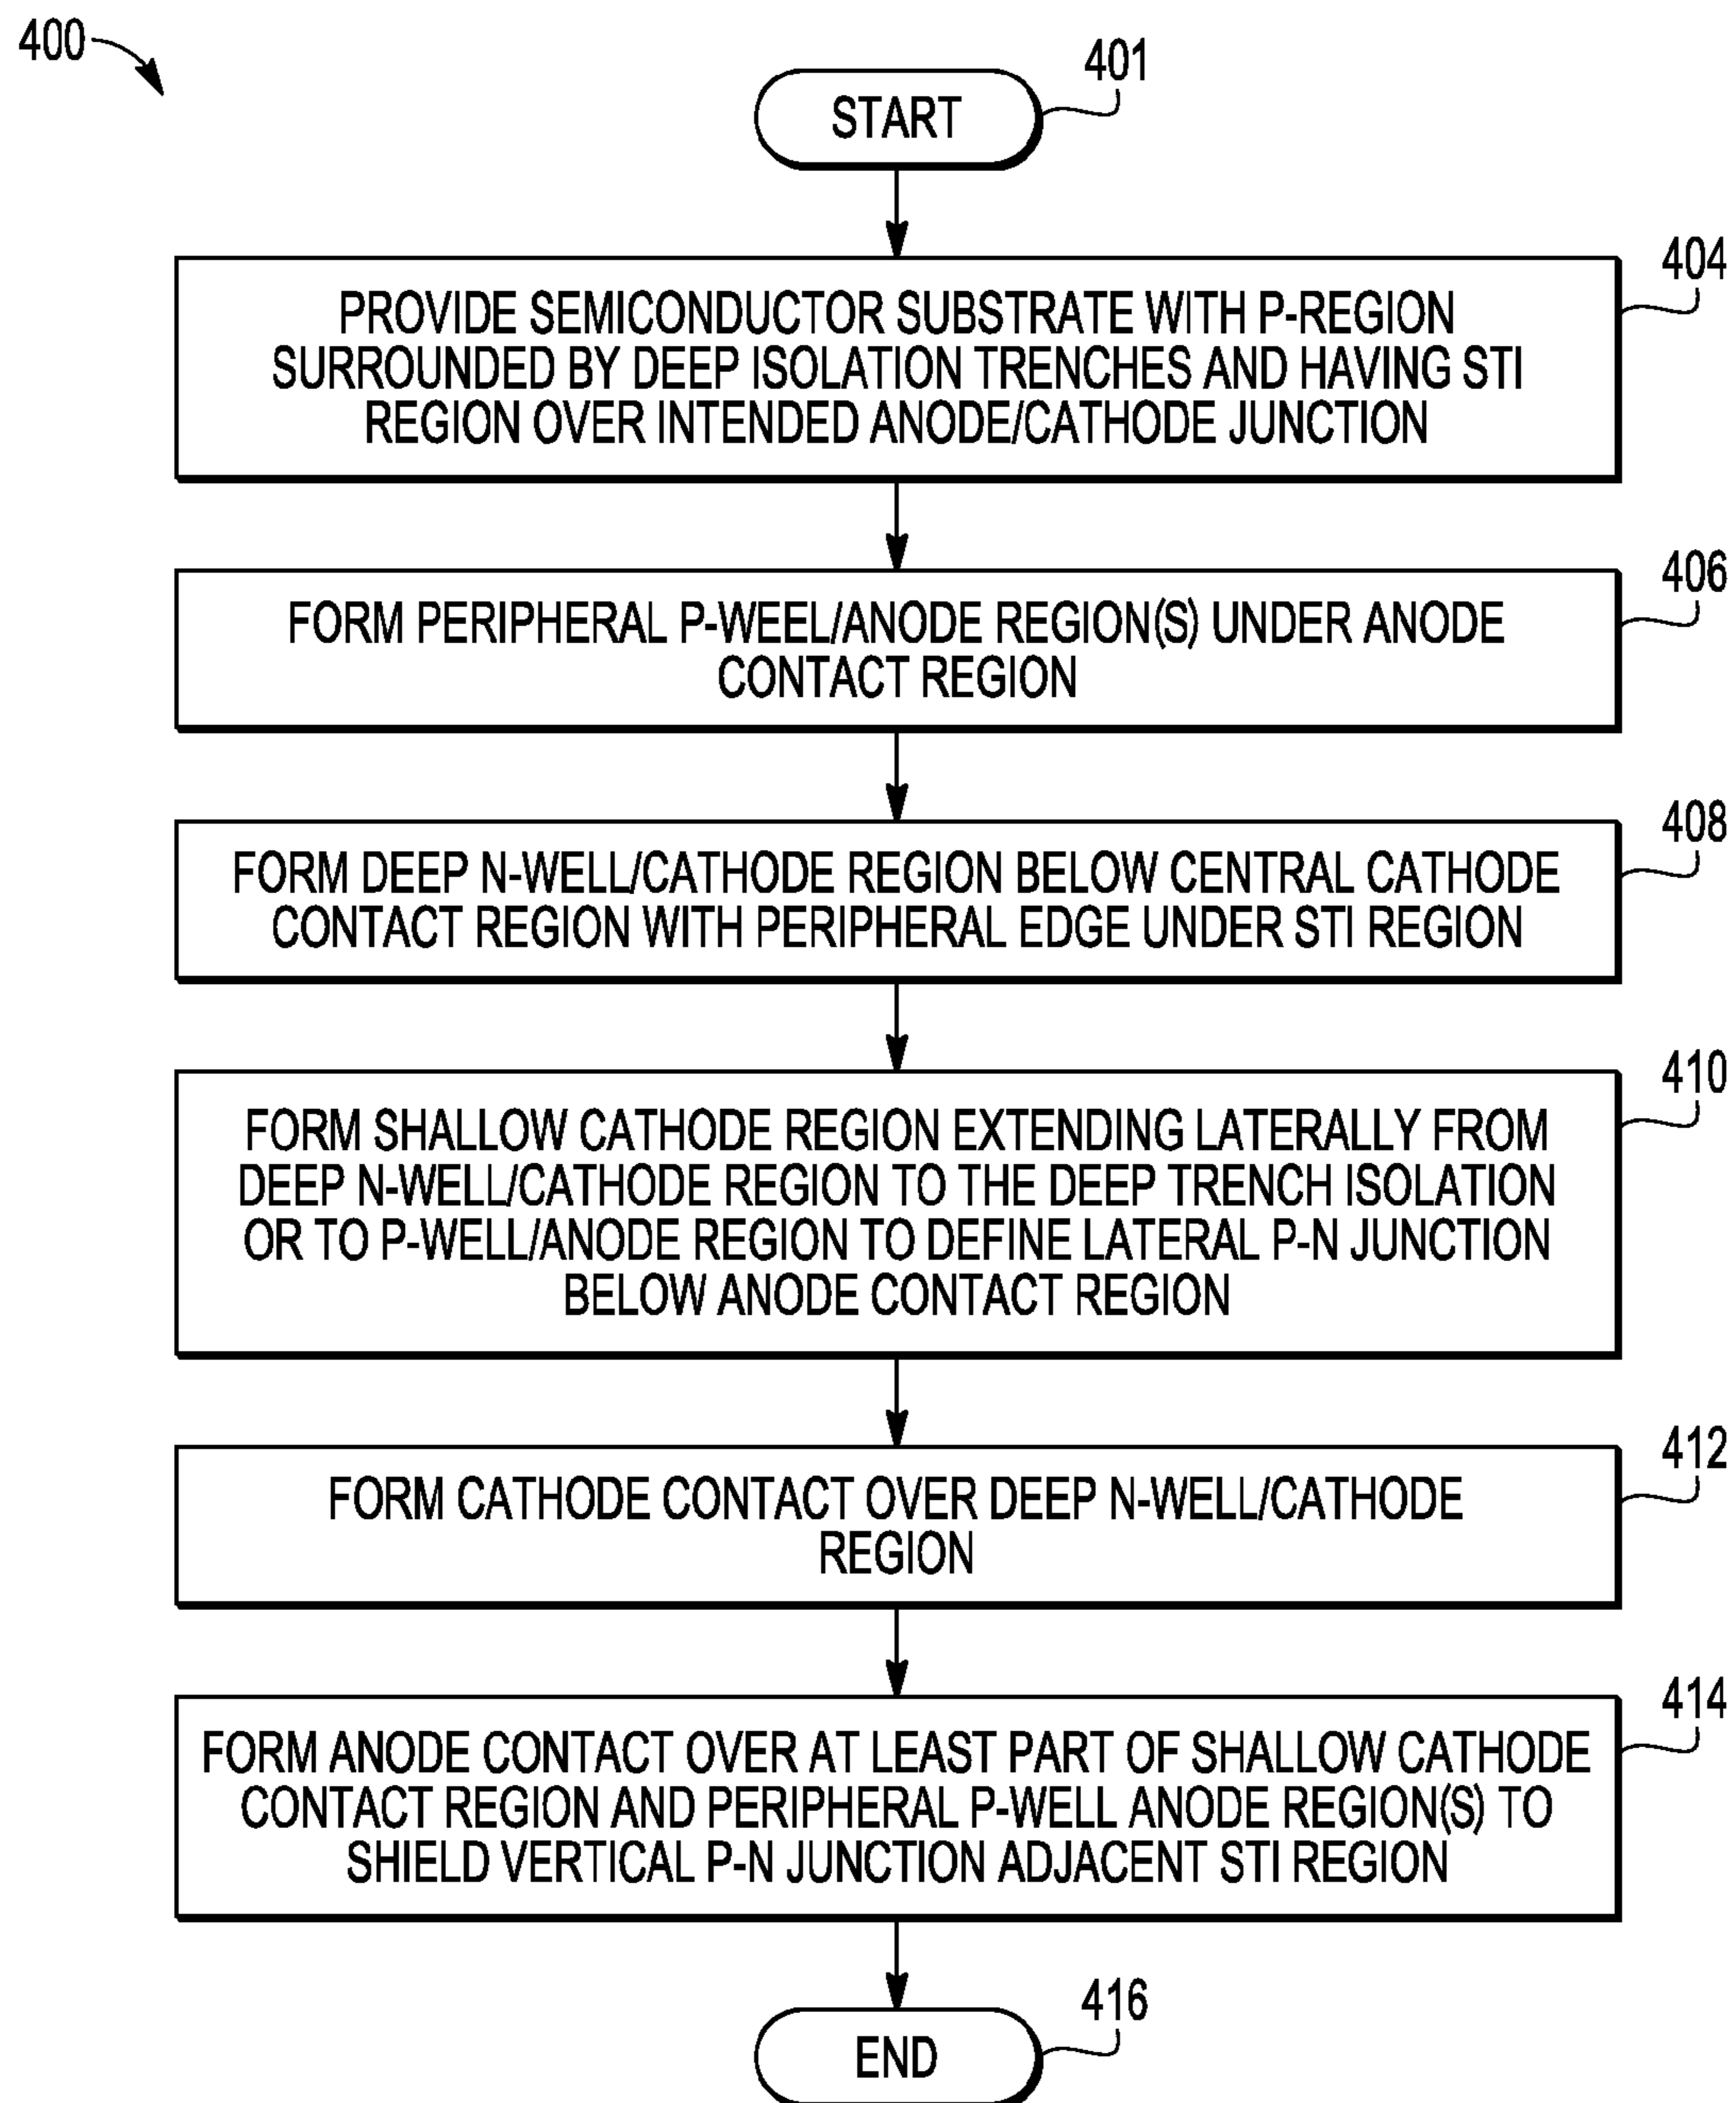 400
START
401
PROVIDE SEMICONDUCTOR SUBSTRATE WITH P-REGION
SURROUNDED BY DEEP ISOLATION TRENCHES AND HAVING STI
REGION OVER INTENDED ANODE/CATHODE JUNCTION
404
FORM PERIPHERAL P-WEEL/ANODE REGION(S) UNDER ANODE
CONTACT REGION
406
FORM DEEP N-WELL/CATHODE REGION BELOW CENTRAL CATHODE
CONTACT REGION WITH PERIPHERAL EDGE UNDER STI REGION
408
FORM SHALLOW CATHODE REGION EXTENDING LATERALLY FROM
DEEP N-WELL/CATHODE REGION TO THE DEEP TRENCH ISOLATION
OR TO P-WELL/ANODE REGION TO DEFINE LATERAL P-N JUNCTION
BELOW ANODE CONTACT REGION
410
FORM CATHODE CONTACT OVER DEEP N-WELL/CATHODE
REGION
412
FORM ANODE CONTACT OVER AT LEAST PART OF SHALLOW CATHODE
CONTACT REGION AND PERIPHERAL P-WELL ANODE REGION(S) TO
SHIELD VERTICAL P-N JUNCTION ADJACENT STI REGION
414
END
416